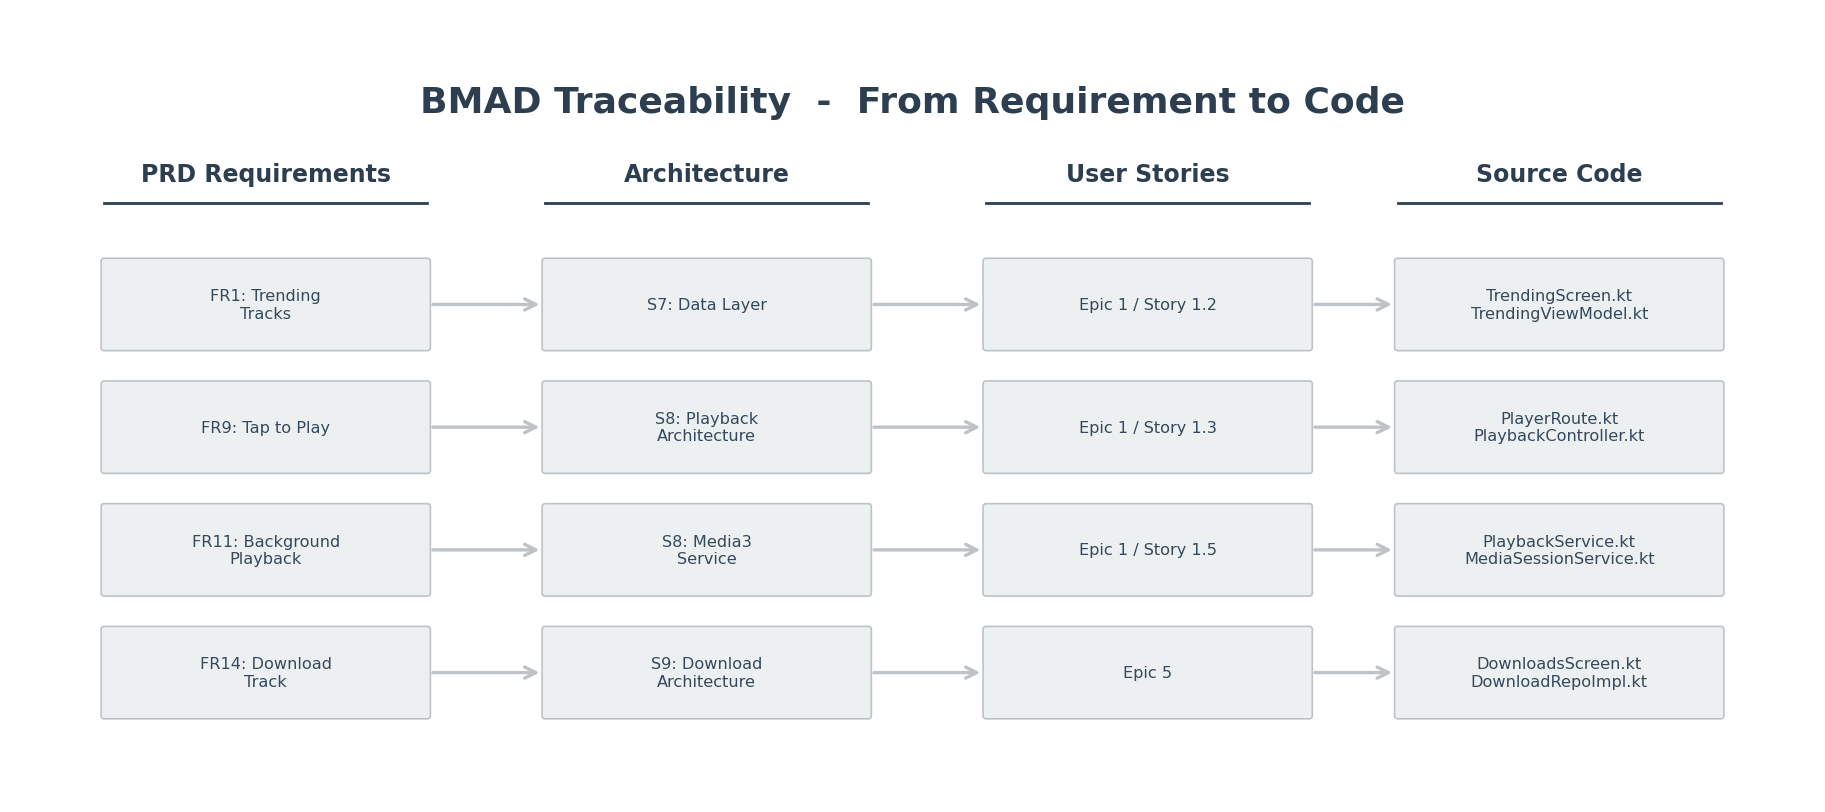 BMAD Traceability  -  From Requirement to Code
PRD Requirements
Architecture
User Stories
Source Code
FR1: Trending
Tracks
S7: Data Layer
Epic 1 / Story 1.2
TrendingScreen.kt
TrendingViewModel.kt
FR9: Tap to Play
S8: Playback
Architecture
Epic 1 / Story 1.3
PlayerRoute.kt
PlaybackController.kt
FR11: Background
Playback
S8: Media3
Service
Epic 1 / Story 1.5
PlaybackService.kt
MediaSessionService.kt
FR14: Download
Track
S9: Download
Architecture
Epic 5
DownloadsScreen.kt
DownloadRepoImpl.kt